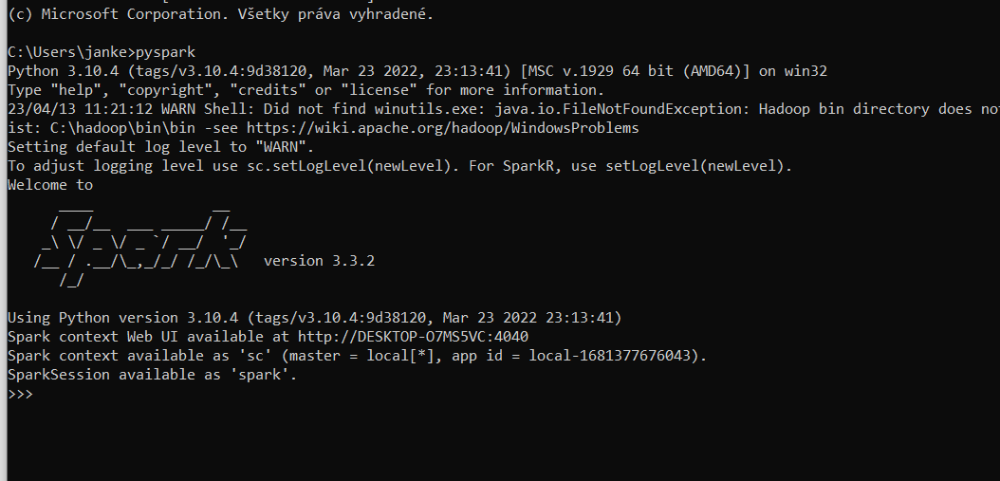 (c) Microsoft Corporation. Všetky práva vyhradené.
C:\Users\janke>pyspark
Python 3.10.4 (tags/v3.10.4:9d38120, Mar 23 2022, 23:13:41) [MSC v.1929 64 bit (AMD64)] on win32
Type "help", "copyright", "credits" or "license" for more information.
23/04/13 11:21:12 WARN Shell: Did not find winutils.exe: java.io.FileNotFoundException: Hadoop bin directory does no
ist: C:\hadoop\bin\bin -see https://wiki.apache.org/hadoop/WindowsProblems
Setting default log level to "WARN".
To adjust logging level use sc.setLogLevel(newLevel). For SparkR, use setLogLevel(newLevel).
Welcome to
      ____              __
     / __/__  ___ _____/ /__
    _\ \/ _ \/ _ `/ __/  '_/
   /__ / .__/\_,_/_/ /_/\_\   version 3.3.2
      /_/
Using Python version 3.10.4 (tags/v3.10.4:9d38120, Mar 23 2022 23:13:41)
Spark context Web UI available at http://DESKTOP-O7MS5VC:4040
Spark context available as 'sc' (master = local[*], app id = local-1681377676043).
SparkSession available as 'spark'.
>>>